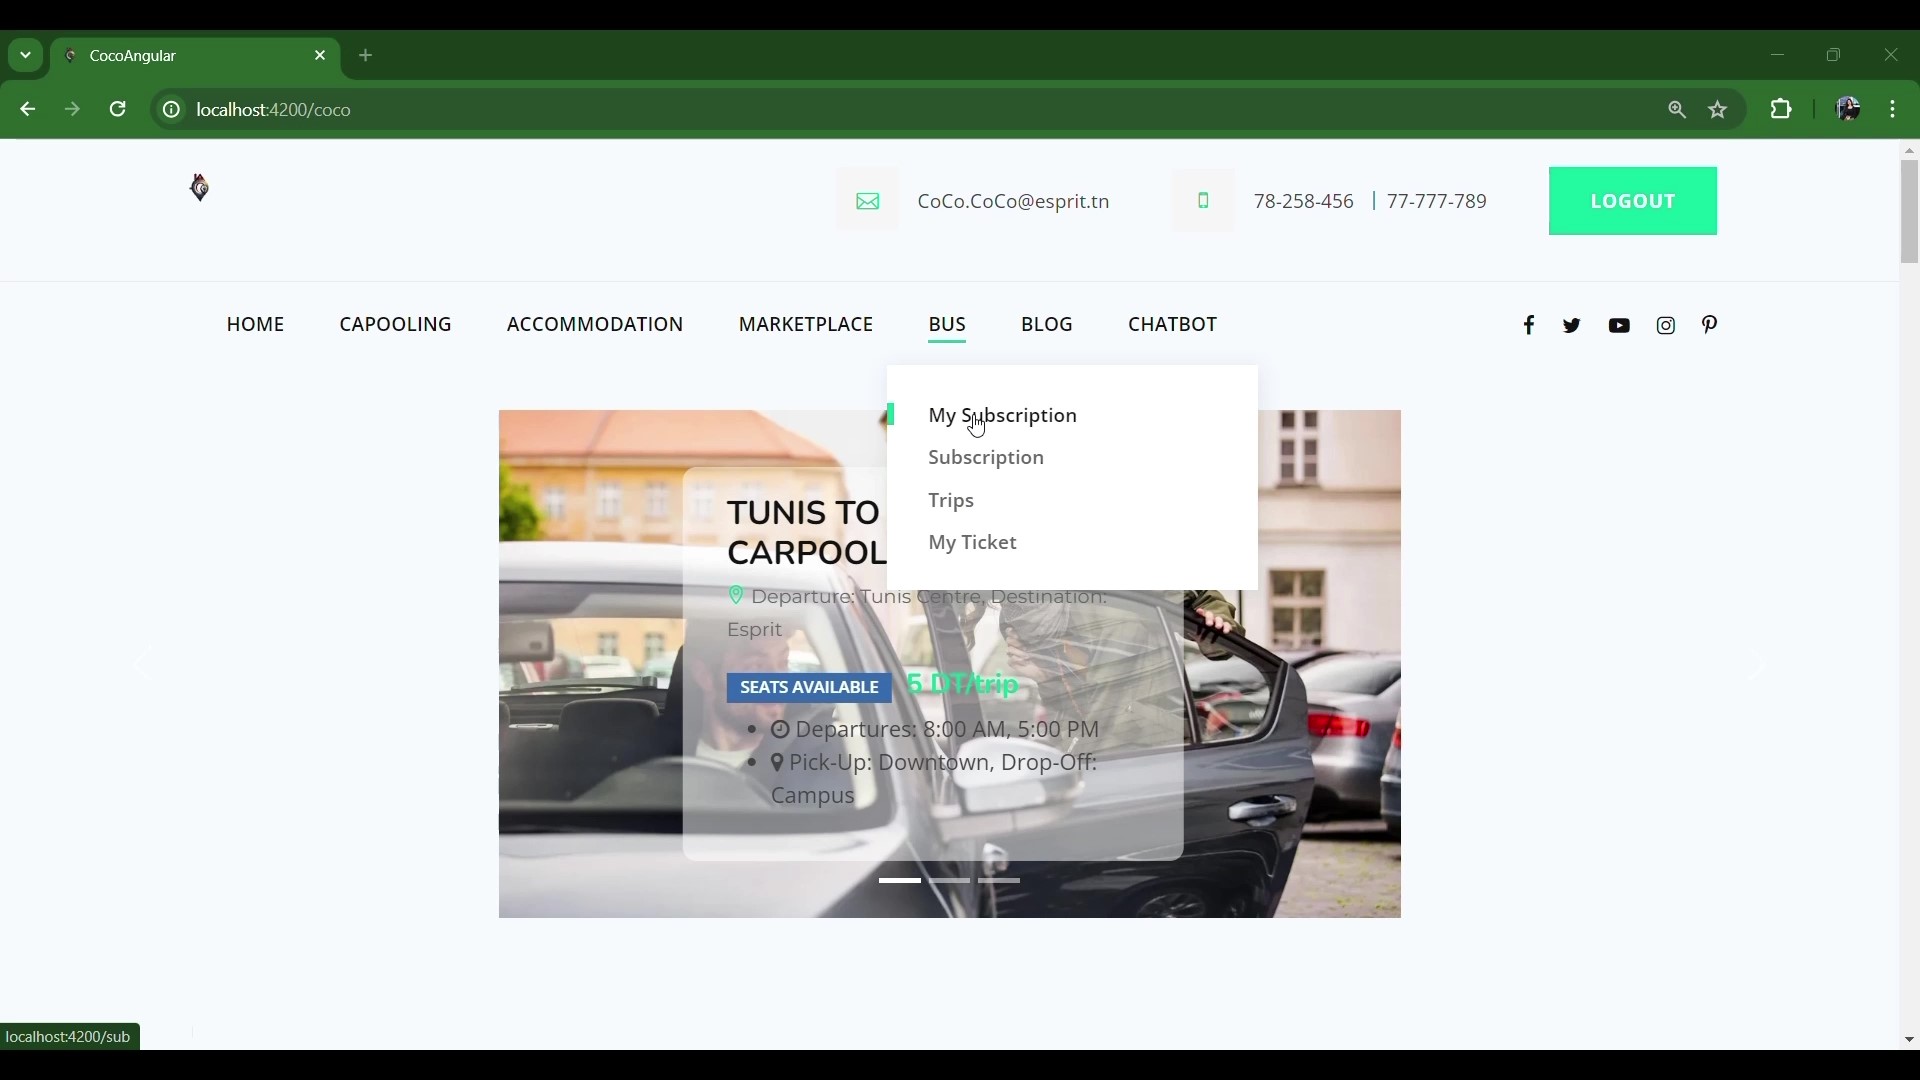 CocoAngular
localhost:4200/coco
CoCo.CoCo@esprit.tn
78-258-456 | 77-777-789
LOGOUT
HOME CAPOOLING ACCOMMODATION MARKETPLACE BUS BLOG CHATBOT
My Subscription
Subscription
Trips
My Ticket
TUNIS TO
CARPOOL
Departure: Tunis Centre, Destination:
Esprit
SEATS AVAILABLE 5 DT/trip
Departures: 8:00 AM, 5:00 PM
Pick-Up: Downtown, Drop-Off:
Campus
localhost:4200/sub